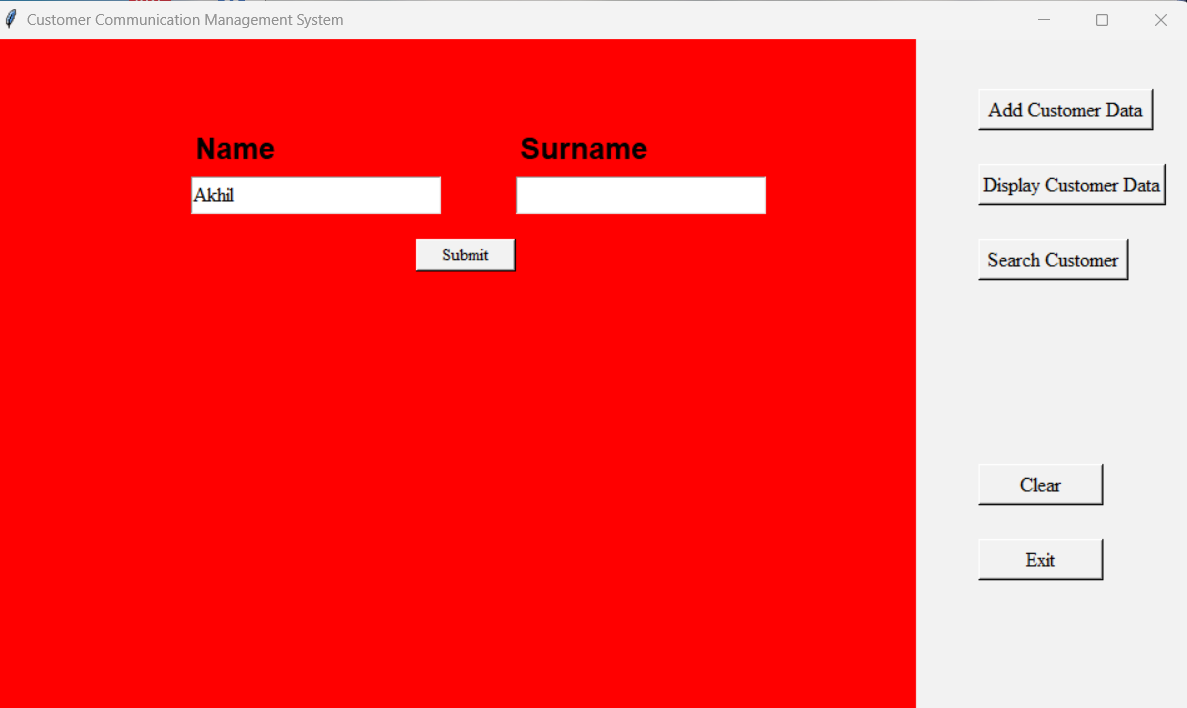 Customer Communication Management System
Name
Surname
Akhil
Submit
Add Customer Data
Display Customer Data
Search Customer
Clear
Exit